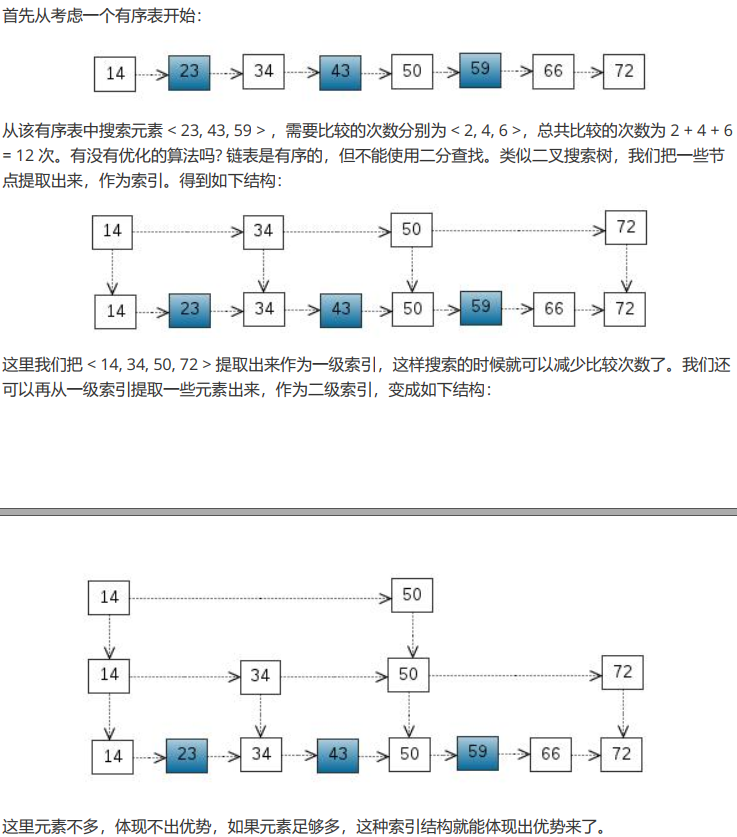 首先从考虑一个有序表开始：
14 23 34 43 50 59 66 72
从该有序表中搜索元素 < 23, 43, 59 > ，需要比较的次数分别为 < 2, 4, 6 >，总共比较的次数为 2 + 4 + 6
= 12 次。有没有优化的算法吗? 链表是有序的，但不能使用二分查找。类似二叉搜索树，我们把一些节
点提取出来，作为索引。得到如下结构：
14 34 50 72
14 23 34 43 50 59 66 72
这里我们把 < 14, 34, 50, 72 > 提取出来作为一级索引，这样搜索的时候就可以减少比较次数了。我们还
可以再从一级索引提取一些元素出来，作为二级索引，变成如下结构：
14 50
14 34 50 72
14 23 34 43 50 59 66 72
这里元素不多，体现不出优势，如果元素足够多，这种索引结构就能体现出优势来了。